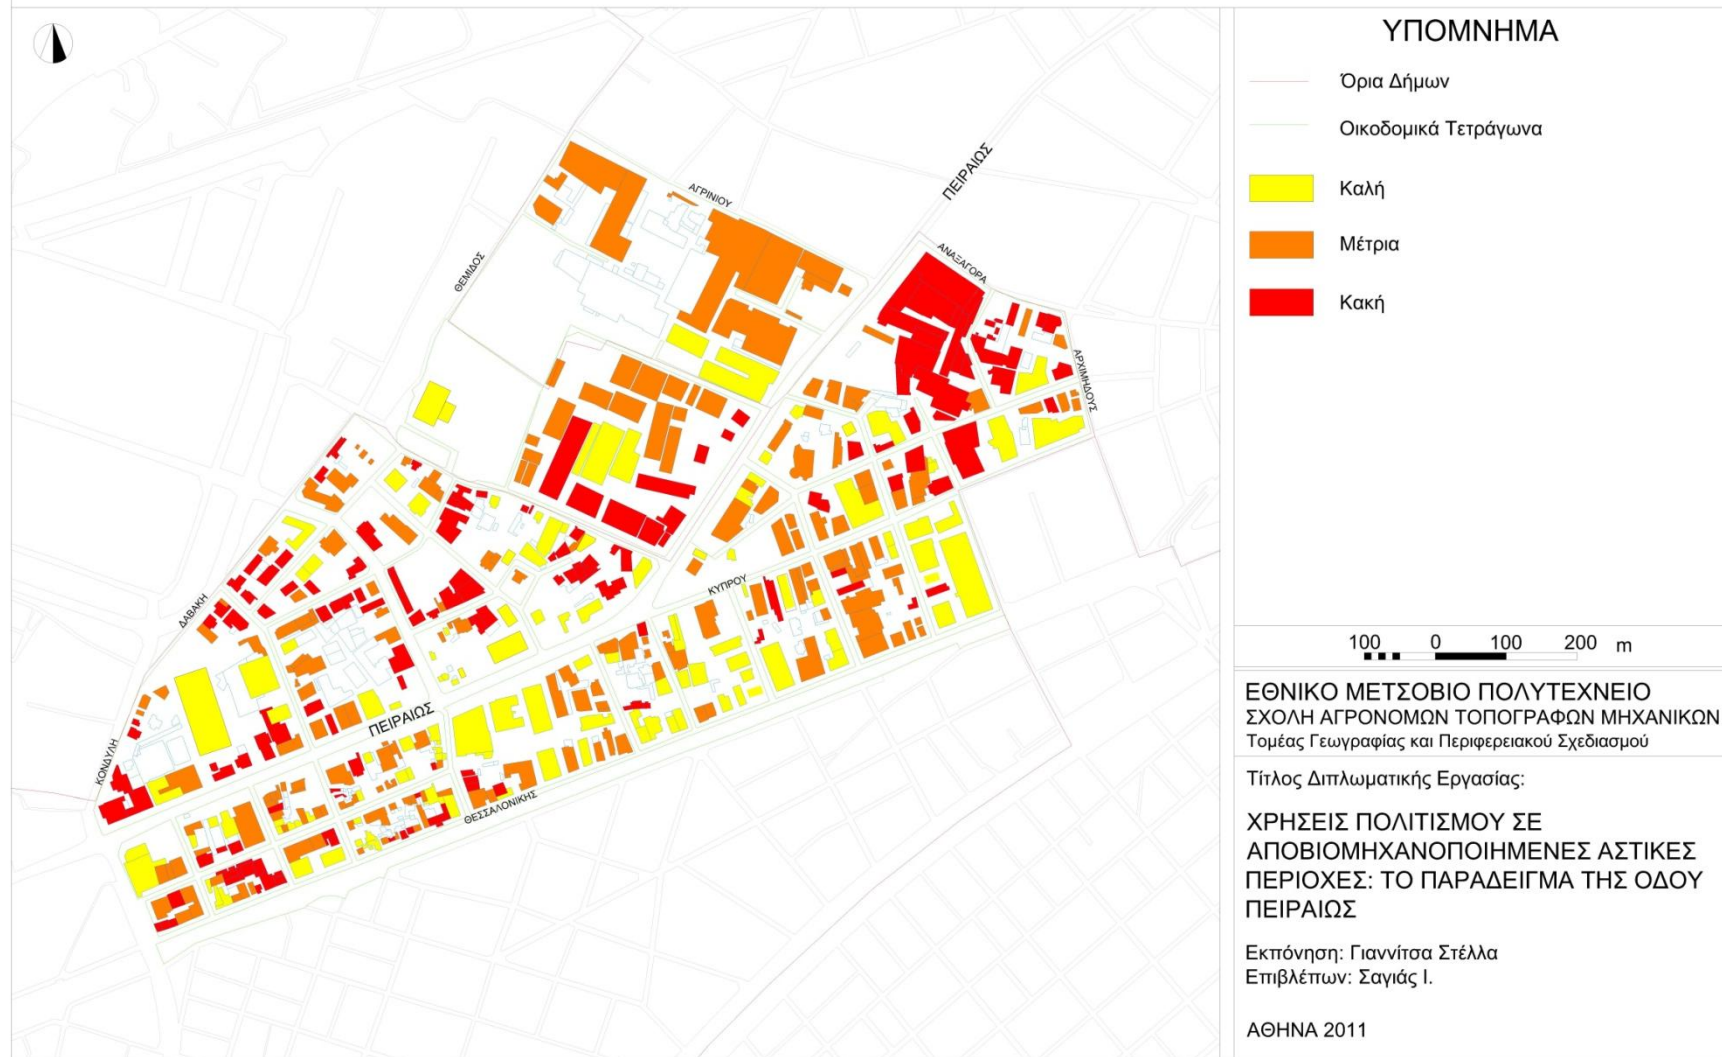 ΑΓΡΙΝΙΟΥ
ΠΕΙΡΑΙΩΣ
ΑΝΑΞΑΓΟΡΑ
ΘΕΜΙΔΟΣ
ΑΡΧΙΜΗΔΟΥΣ
ΚΥΠΡΟΥ
ΔΑΒΑΚΗ
ΠΕΙΡΑΙΩΣ
ΚΟΝΔΥΛΗ
ΘΕΣΣΑΛΟΝΙΚΗΣ
ΥΠΟΜΝΗΜΑ
Όρια Δήμων
Οικοδομικά Τετράγωνα
Καλή
Μέτρια
Κακή
100 0 100 200 m
ΕΘΝΙΚΟ ΜΕΤΣΟΒΙΟ ΠΟΛΥΤΕΧΝΕΙΟ
ΣΧΟΛΗ ΑΓΡΟΝΟΜΩΝ ΤΟΠΟΓΡΑΦΩΝ ΜΗΧΑΝΙΚΩΝ
Τομέας Γεωγραφίας και Περιφερειακού Σχεδιασμού
Τίτλος Διπλωματικής Εργασίας:
ΧΡΗΣΕΙΣ ΠΟΛΙΤΙΣΜΟΥ ΣΕ
ΑΠΟΒΙΟΜΗΧΑΝΟΠΟΙΗΜΕΝΕΣ ΑΣΤΙΚΕΣ
ΠΕΡΙΟΧΕΣ: ΤΟ ΠΑΡΑΔΕΙΓΜΑ ΤΗΣ ΟΔΟΥ
ΠΕΙΡΑΙΩΣ
Εκπόνηση: Γιαννίτσα Στέλλα
Επιβλέπων: Σαγιάς Ι.
ΑΘΗΝΑ 2011